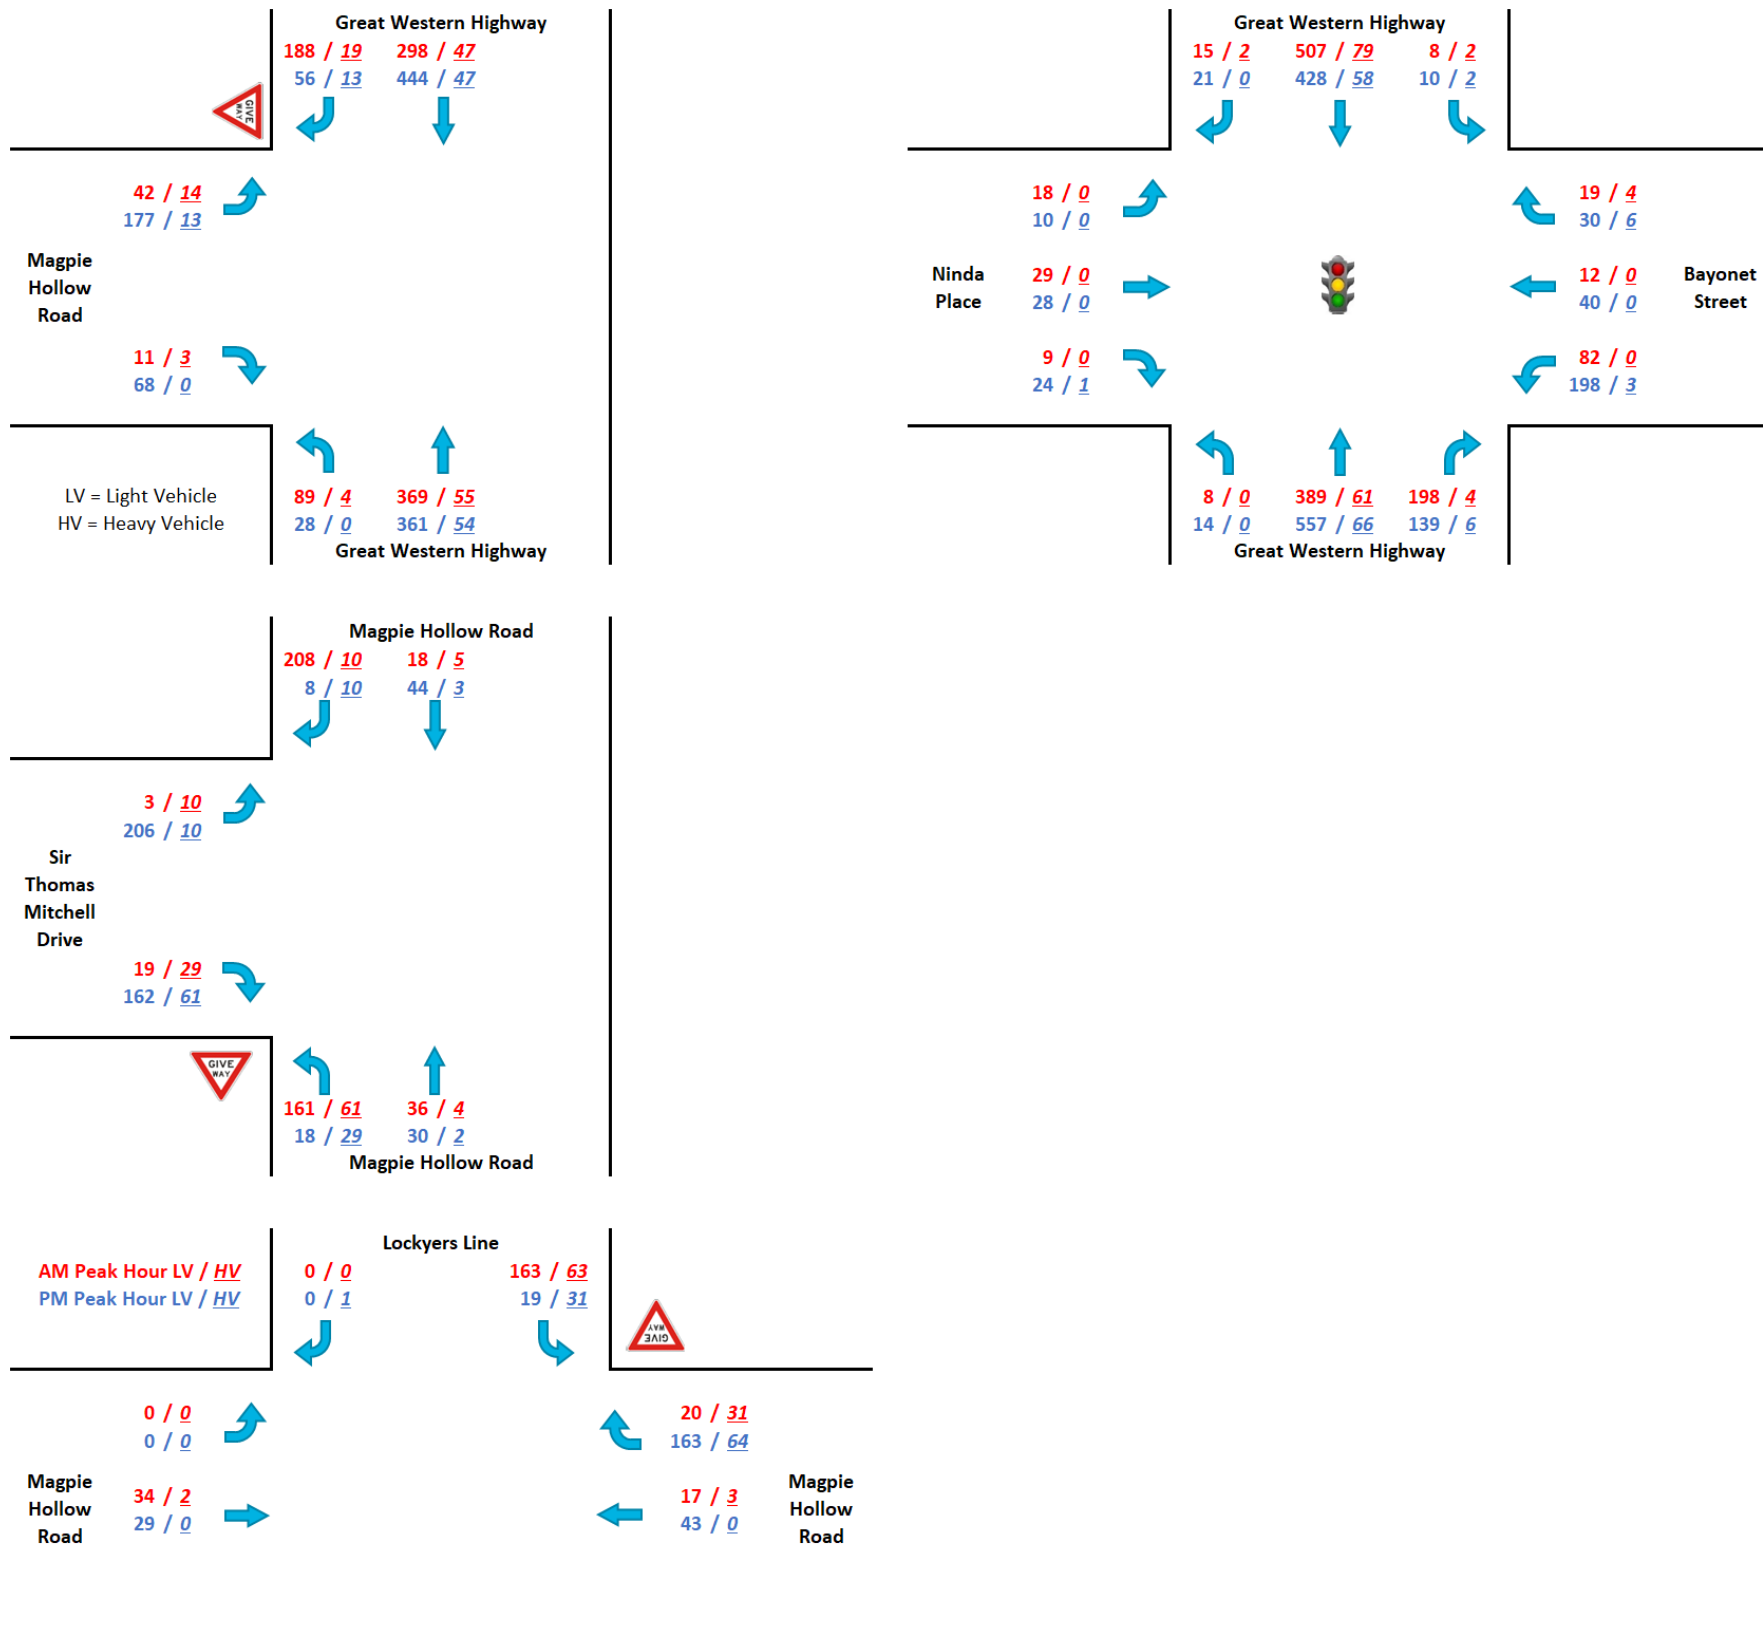 Great Western Highway
188 / 19 298 / 47
56 / 13 444 / 47
GIVE WAY
42 / 14
177 / 13
Magpie
Hollow
Road
11 / 3
68 / 0
LV = Light Vehicle
HV = Heavy Vehicle
89 / 4 369 / 55
28 / 0 361 / 54
Great Western Highway
Great Western Highway
15 / 2 507 / 79 8 / 2
21 / 0 428 / 58 10 / 2
18 / 0
10 / 0
19 / 4
30 / 6
Ninda
Place
29 / 0
28 / 0
12 / 0
40 / 0
Bayonet
Street
9 / 0
24 / 1
82 / 0
198 / 3
8 / 0 389 / 61 198 / 4
14 / 0 557 / 66 139 / 6
Great Western Highway
Magpie Hollow Road
208 / 10 18 / 5
8 / 10 44 / 3
3 / 10
206 / 10
Sir
Thomas
Mitchell
Drive
19 / 29
162 / 61
GIVE
WAY
161 / 61 36 / 4
18 / 29 30 / 2
Magpie Hollow Road
Lockyers Line
AM Peak Hour LV / HV
PM Peak Hour LV / HV
0 / 0 163 / 63
0 / 1 19 / 31
GIVE
WAY
0 / 0
0 / 0
20 / 31
163 / 64
Magpie
Hollow
Road
34 / 2
29 / 0
17 / 3
43 / 0
Magpie
Hollow
Road